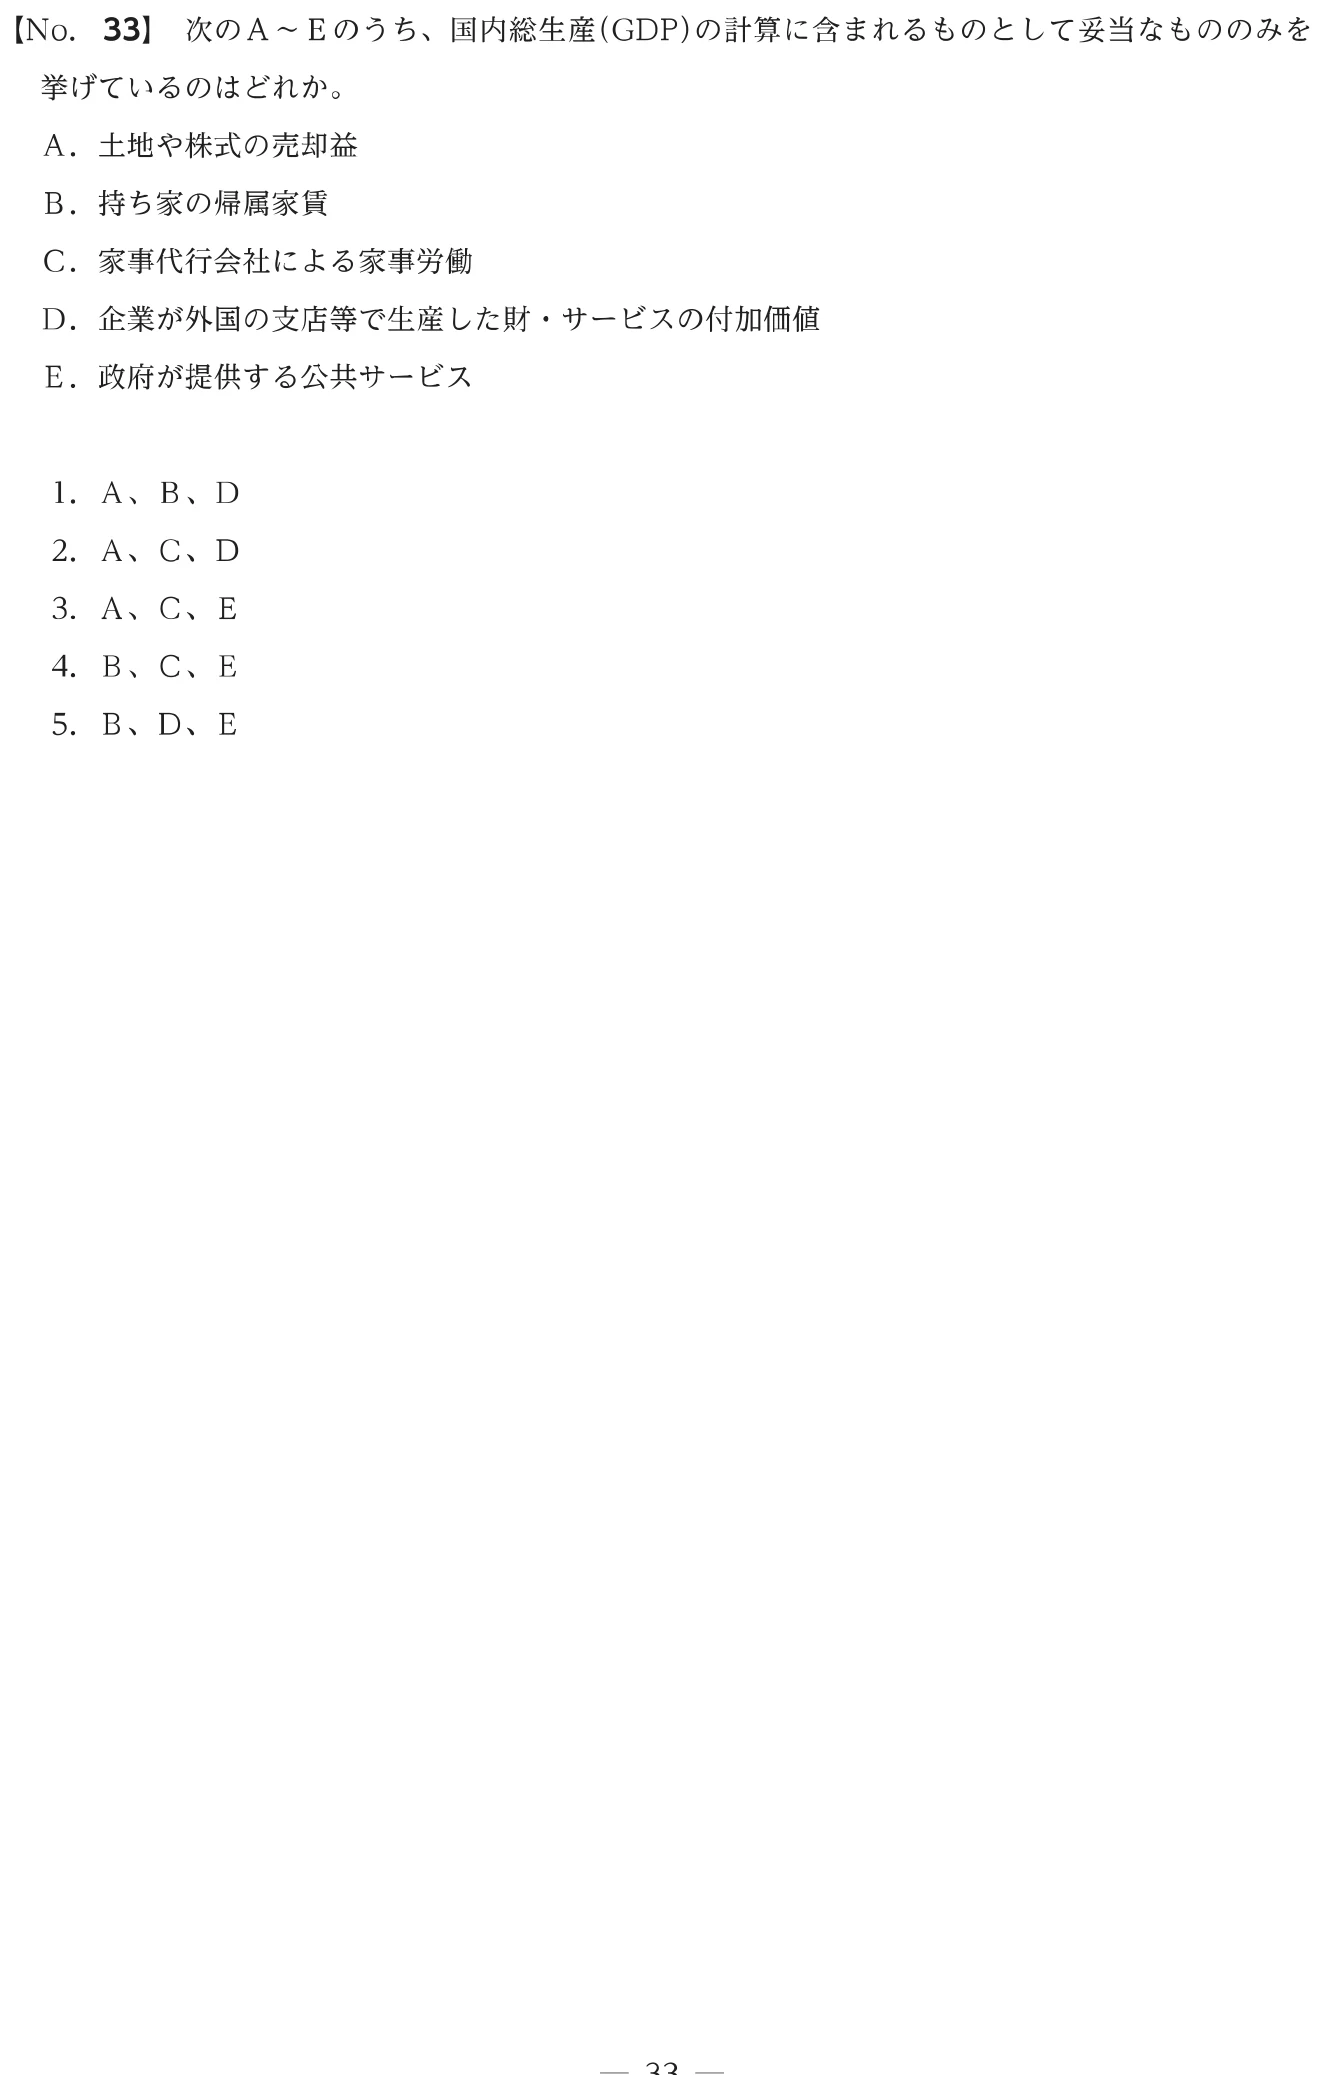 【No. 33】 次のA～Eのうち、国内総生産(GDP)の計算に含まれるものとして妥当なもののみを
挙げているのはどれか。
A．土地や株式の売却益
B．持ち家の帰属家賃
C．家事代行会社による家事労働
D．企業が外国の支店等で生産した財・サービスの付加価値
E．政府が提供する公共サービス
1．A、B、D
2．A、C、D
3．A、C、E
4．B、C、E
5．B、D、E
― 33 ―